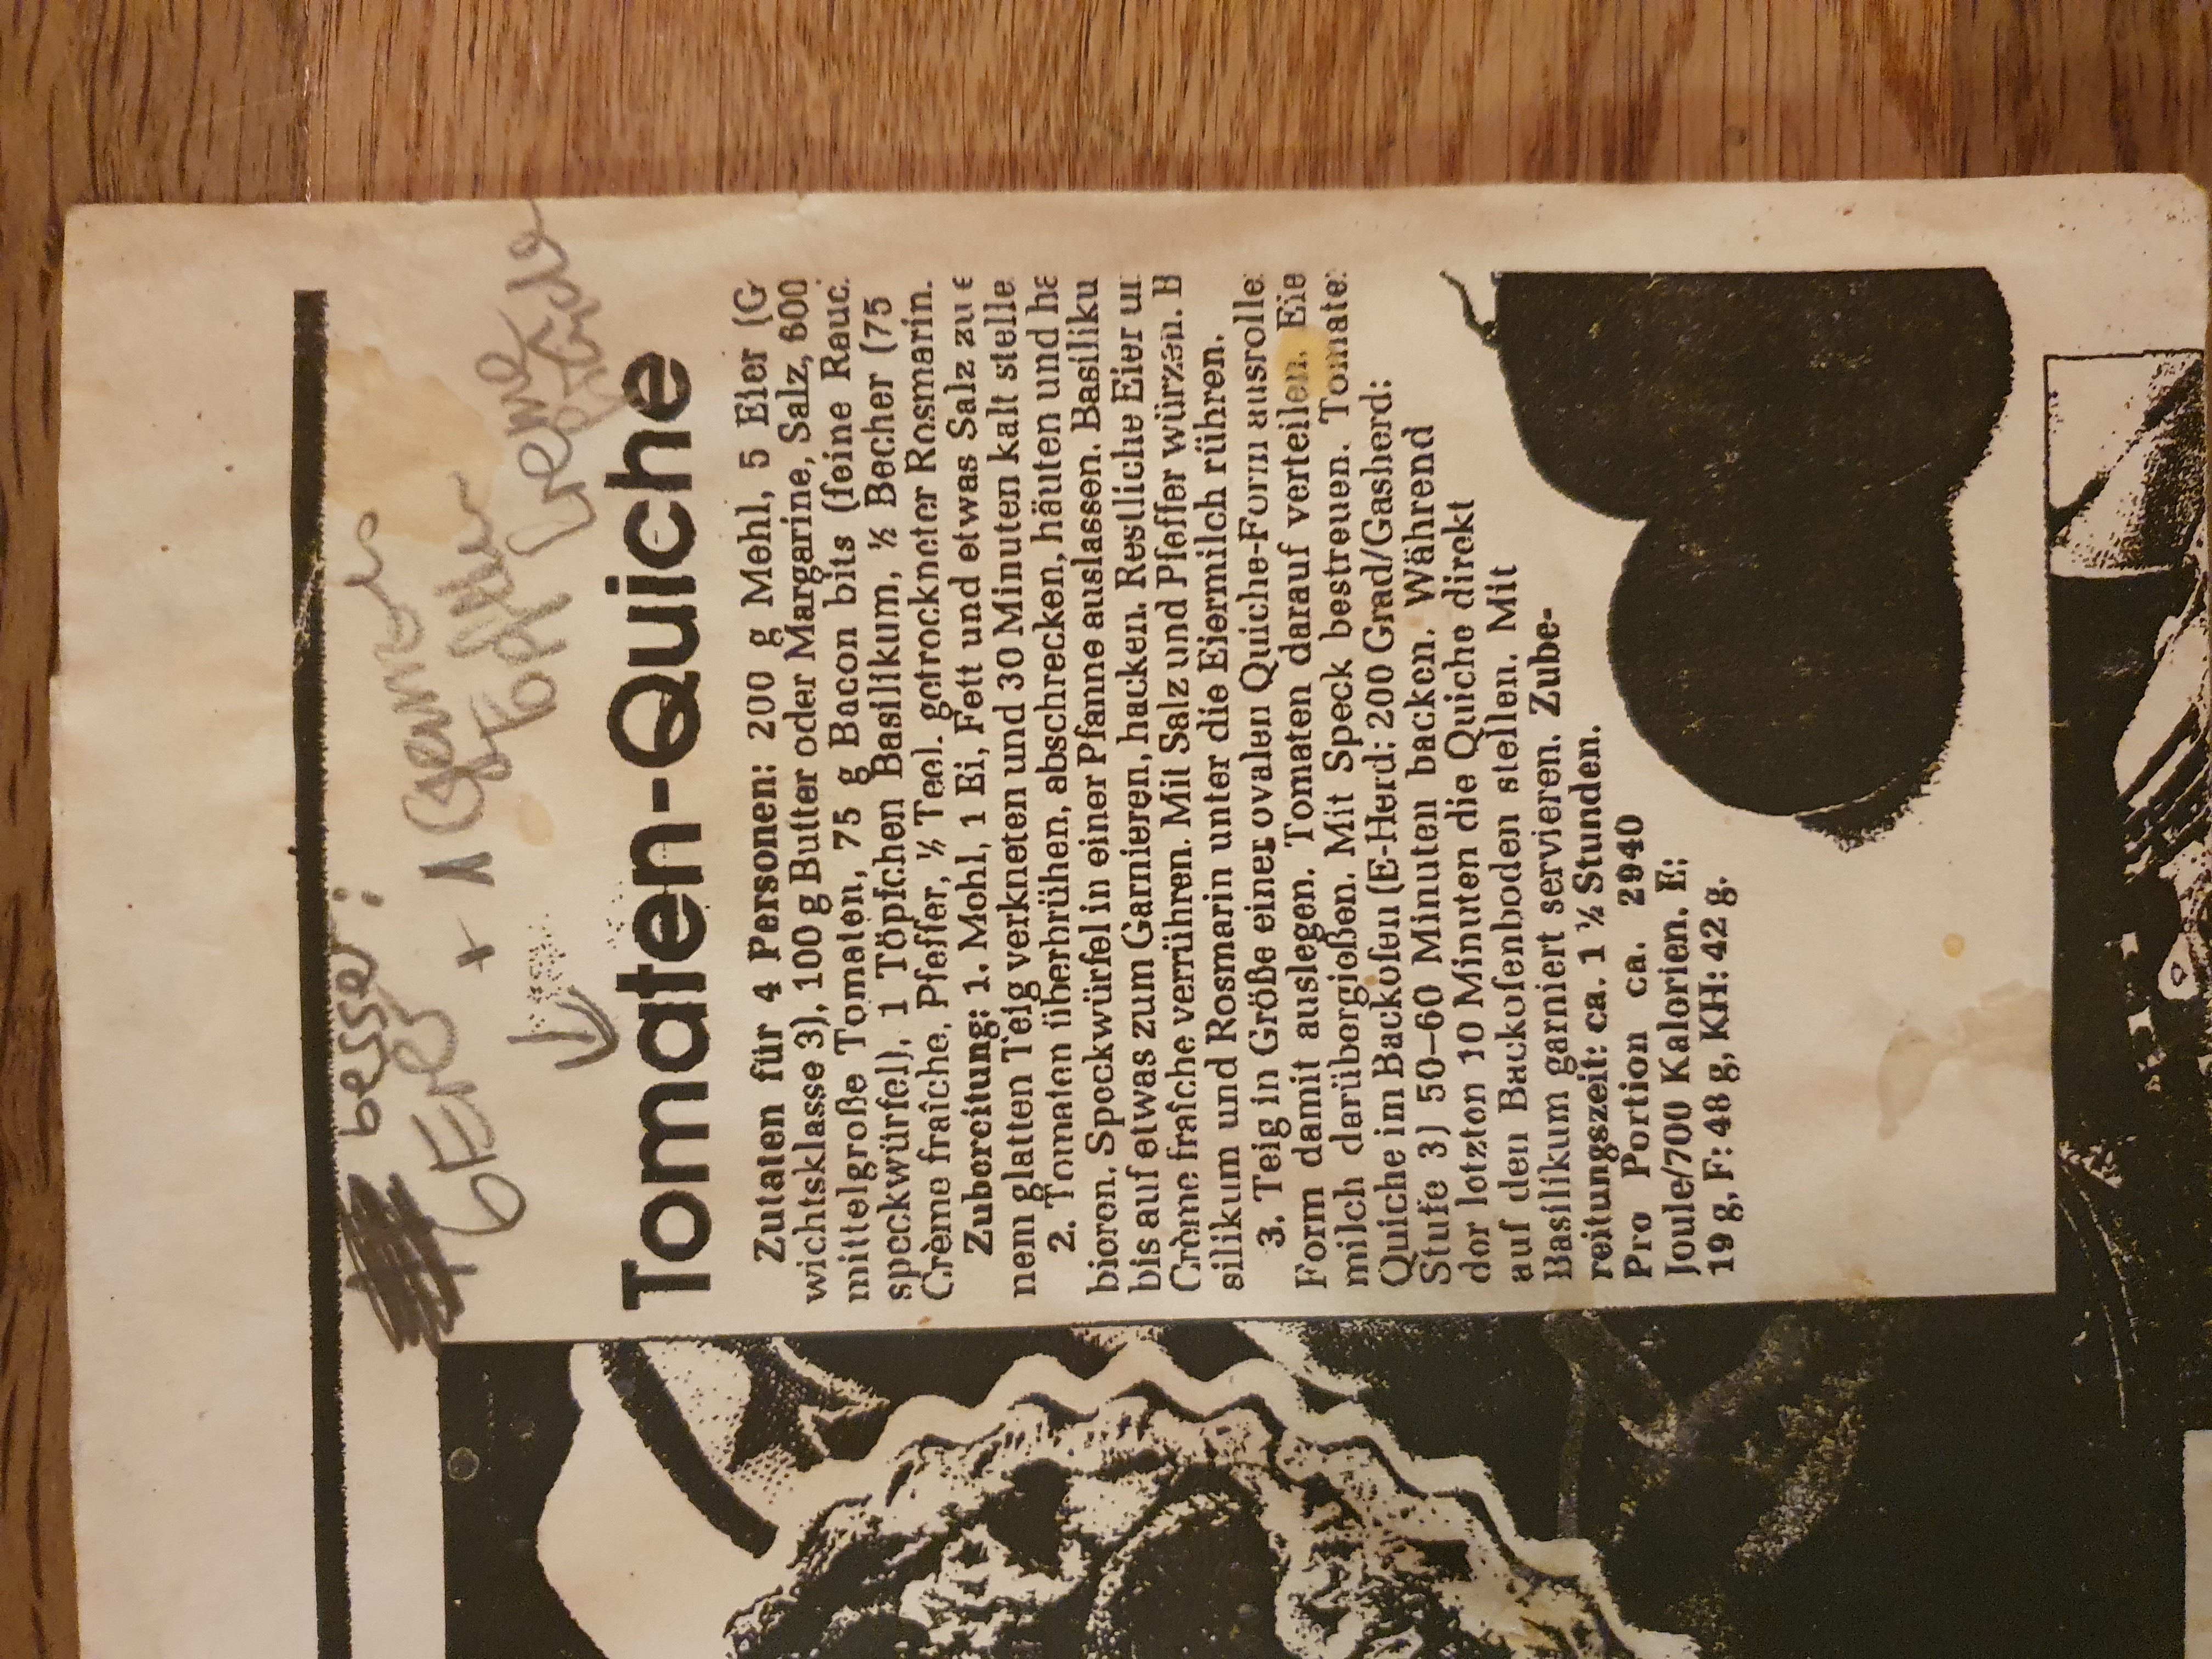 besser:
6 Eier + 1 ganzes
Töpfchen
Creme
Fraîche
Tomaten-Quiche
Zutaten für 4 Personen: 200 g Mehl, 5 Eier (G
wichtsklasse 3), 100 g Butter oder Margarine, Salz, 600
mittelgroße Tomaten, 75 g Bacon bits (feine Rauc
speckwürfel), 1 Töpfchen Basilikum, ½ Becher (75
Crème fraîche, Pfeffer, ½ Teel. getrockneter Rosmarin.
Zubereitung: 1. Mehl, 1 Ei, Fett und etwas Salz zu e
nem glatten Teig verkneten und 30 Minuten kalt stelle
2. Tomaten überbrühen, abschrecken, häuten und ha
bieren. Speckwürfel in einer Pfanne auslassen. Basiliku
bis auf etwas zum Garnieren, hacken. Restliche Eier un
Crème fraîche verrühren. Mit Salz und Pfeffer würzen. B
silikum und Rosmarin unter die Eiermilch rühren.
3. Teig in Größe einer ovalen Quiche-Form ausrolle
Form damit auslegen. Tomaten darauf verteilen. Eie
milch darübergießen. Mit Speck bestreuen. Tomate
Quiche im Backofen (E-Herd: 200 Grad/Gasherd:
Stufe 3) 50–60 Minuten backen. Während
der letzten 10 Minuten die Quiche direkt
auf den Backofenboden stellen. Mit
Basilikum garniert servieren. Zube-
reitungszeit: ca. 1 ½ Stunden.
Pro Portion ca. 2940
Joule/700 Kalorien. E:
19 g, F: 48 g, KH: 42 g.